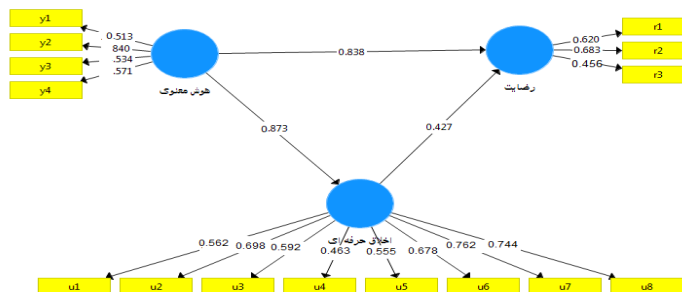 y1
y2
y3
y4
0.513
840
.534
.571
هوش معنوی
0.838
0.873
0.427
رضایت
0.620
0.683
0.456
r1
r2
r3
اخلاق حرفه ای
0.562
0.698
0.592
0.463
0.555
0.678
0.762
0.744
u1
u2
u3
u4
u5
u6
u7
u8